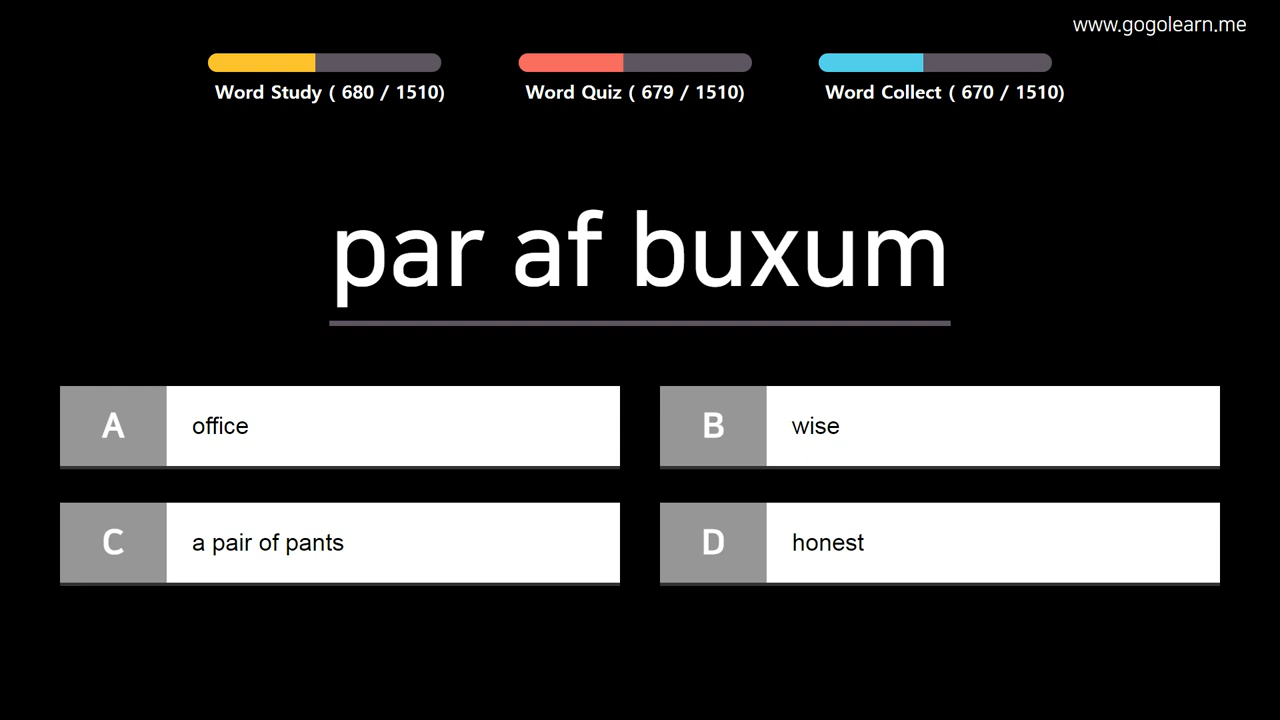 www.gogolearn.me
Word Study ( 680 / 1510)
Word Quiz ( 679 / 1510)
Word Collect ( 670 / 1510)
par af buxum
A office
B wise
C a pair of pants
D honest